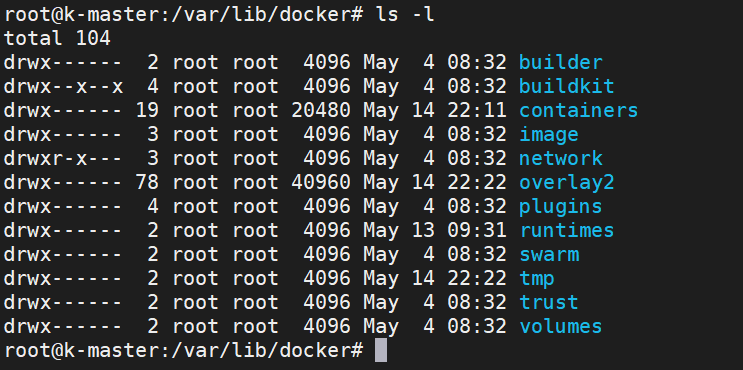 root@k-master:/var/lib/docker# ls -l
total 104
drwx------  2 root root  4096 May  4 08:32 builder
drwx--x--x  4 root root  4096 May  4 08:32 buildkit
drwx------ 19 root root 20480 May 14 22:11 containers
drwx------  3 root root  4096 May  4 08:32 image
drwxr-x---  3 root root  4096 May  4 08:32 network
drwx------ 78 root root 40960 May 14 22:22 overlay2
drwx------  4 root root  4096 May  4 08:32 plugins
drwx------  2 root root  4096 May 13 09:31 runtimes
drwx------  2 root root  4096 May  4 08:32 swarm
drwx------  2 root root  4096 May 14 22:22 tmp
drwx------  2 root root  4096 May  4 08:32 trust
drwx------  2 root root  4096 May  4 08:32 volumes
root@k-master:/var/lib/docker#